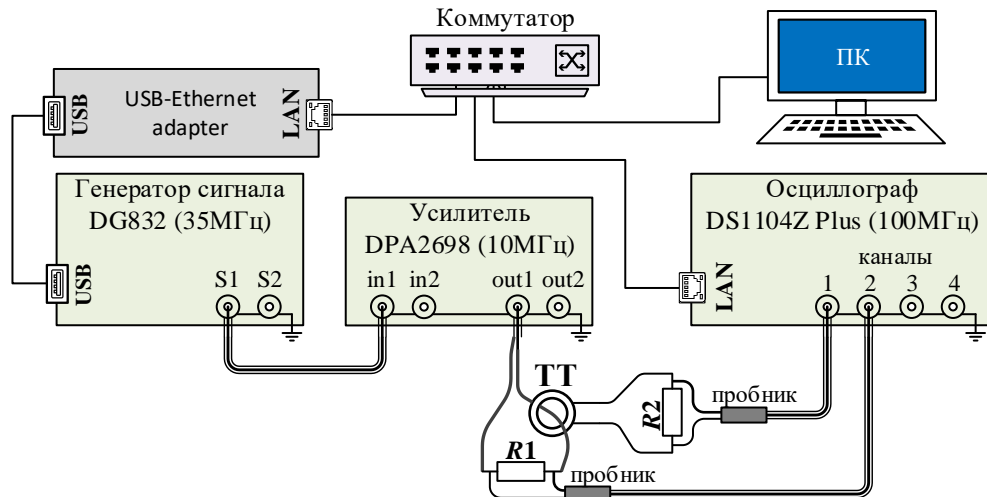 Коммутатор
ПК
USB-Ethernet
adapter
USB
LAN
Генератор сигнала
DG832 (35МГц)
S1 S2
USB
Усилитель
DPA2698 (10МГц)
in1 in2 out1 out2
Осциллограф
DS1104Z Plus (100МГц)
каналы
1 2 3 4
LAN
ТТ
R2
пробник
R1
пробник